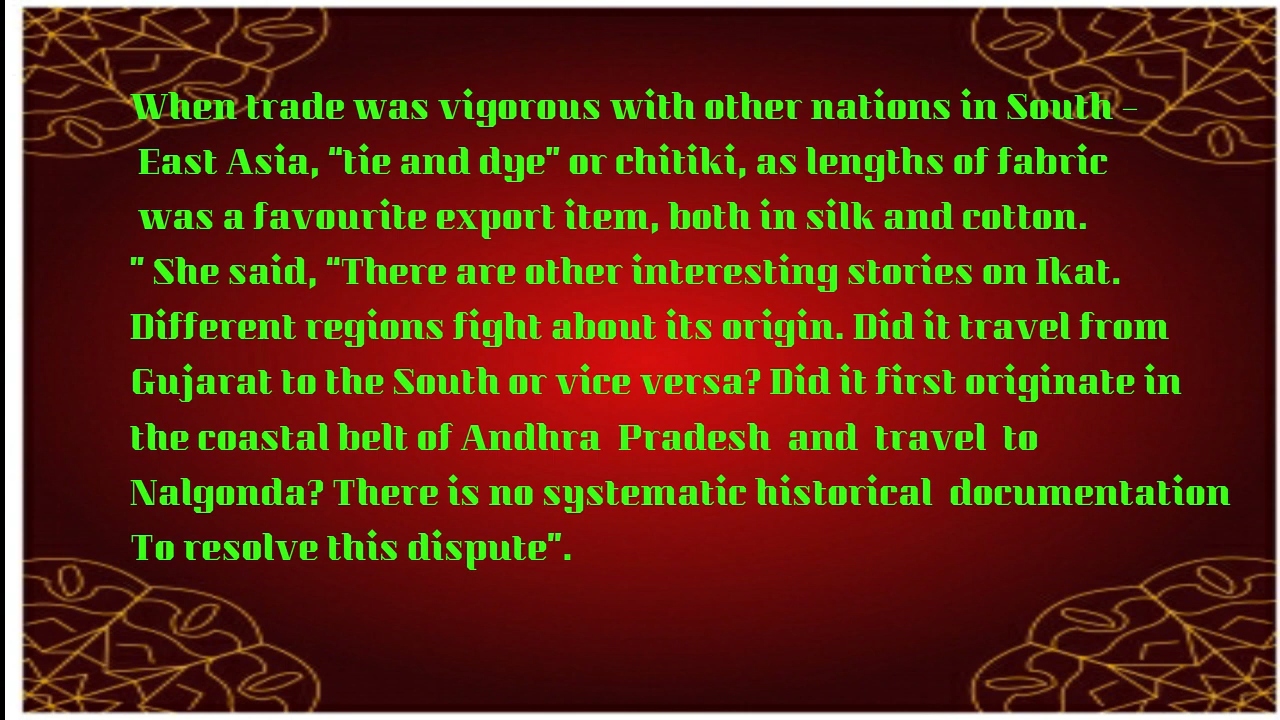 When trade was vigorous with other nations in South -
East Asia, “tie and dye" or chitiki, as lengths of fabric
was a favourite export item, both in silk and cotton.
" She said, “There are other interesting stories on Ikat.
Different regions fight about its origin. Did it travel from
Gujarat to the South or vice versa? Did it first originate in
the coastal belt of Andhra  Pradesh  and  travel  to
Nalgonda? There is no systematic historical  documentation
To resolve this dispute".